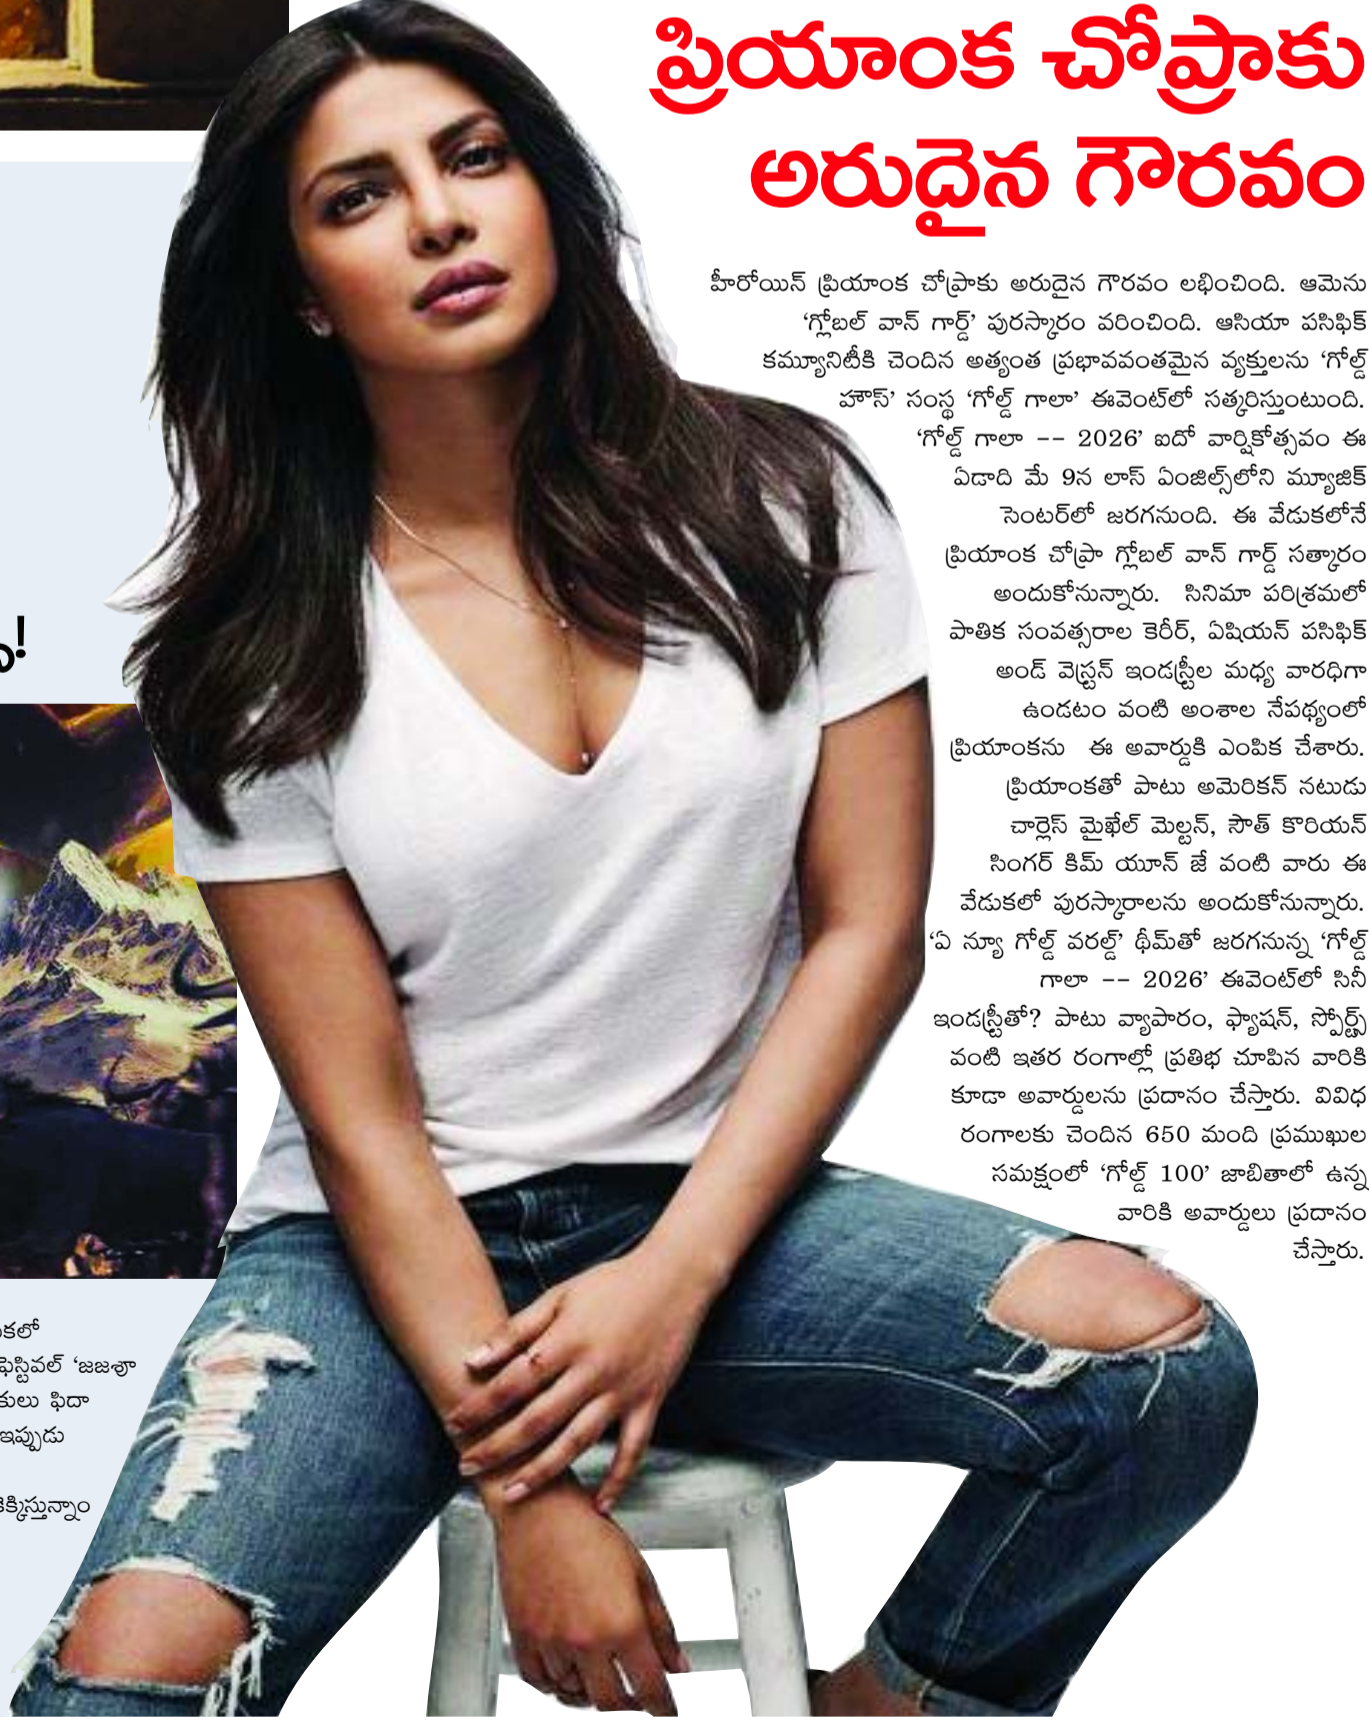 ప్రియాంక చోప్రాకు
అరుదైన గౌరవం
హీరోయిన్ ప్రియాంక చోప్రాకు అరుదైన గౌరవం లభించింది. ఆమెను
‘గ్లోబల్ వాన్ గార్డ్’ పురస్కారం వరించింది. ఆసియా పసిఫిక్
కమ్యూనిటీకి చెందిన అత్యంత ప్రభావవంతమైన వ్యక్తులను ‘గోల్డ్
హౌస్’ సంస్థ ‘గోల్డ్ గాలా’ ఈవెంట్‌లో సత్కరిస్తుంటుంది.
‘గోల్డ్ గాలా –– 2026’ ఐదో వార్షికోత్సవం ఈ
ఏడాది మే 9న లాస్ ఏంజిల్స్‌లోని మ్యూజిక్
సెంటర్‌లో జరగనుంది. ఈ వేడుకలోనే
ప్రియాంక చోప్రా గ్లోబల్ వాన్ గార్డ్ సత్కారం
అందుకోనున్నారు. సినిమా పరిశ్రమలో
పాతిక సంవత్సరాల కెరీర్, ఏషియన్ పసిఫిక్
అండ్ వెస్ట్రన్ ఇండస్ట్రీల మధ్య వారధిగా
ఉండటం వంటి అంశాల నేపథ్యంలో
ప్రియాంకను ఈ అవార్డుకి ఎంపిక చేశారు.
ప్రియాంకతో పాటు అమెరికన్ నటుడు
చార్లెస్ మైఖేల్ మెల్టన్, సౌత్ కొరియన్
సింగర్ కిమ్ యూన్ జే వంటి వారు ఈ
వేడుకలో పురస్కారాలను అందుకోనున్నారు.
‘ఏ న్యూ గోల్డ్ వరల్డ్’ థీమ్‌తో జరగనున్న ‘గోల్డ్
గాలా –– 2026’ ఈవెంట్‌లో సినీ
ఇండస్ట్రీతో? పాటు వ్యాపారం, ఫ్యాషన్, స్పోర్ట్స్
వంటి ఇతర రంగాల్లో ప్రతిభ చూపిన వారికి
కూడా అవార్డులను ప్రదానం చేస్తారు. వివిధ
రంగాలకు చెందిన 650 మంది ప్రముఖుల
సమక్షంలో ‘గోల్డ్ 100’ జాబితాలో ఉన్న
వారికి అవార్డులు ప్రదానం
చేస్తారు.
ఫెస్టివల్ ‘జజశూ
ఫిదా
ఇప్పుడు